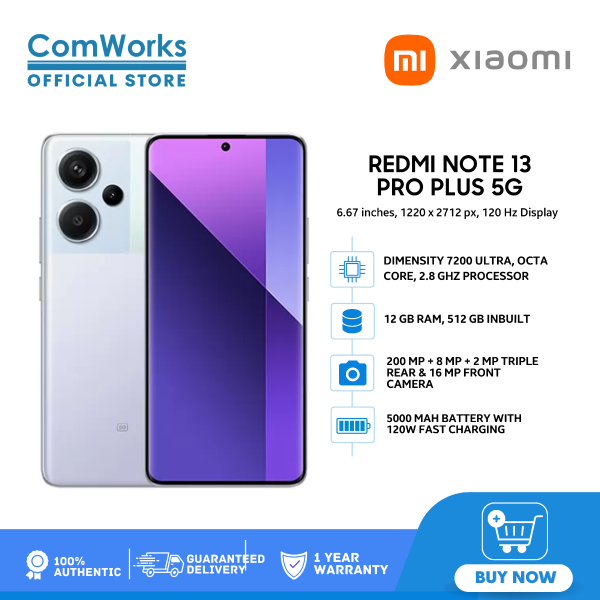 ComWorks
OFFICIAL STORE
mi xiaomi
REDMI NOTE 13
PRO PLUS 5G
6.67 inches, 1220 x 2712 px, 120 Hz Display
DIMENSITY 7200 ULTRA, OCTA
CORE, 2.8 GHZ PROCESSOR
12 GB RAM, 512 GB INBUILT
200 MP + 8 MP + 2 MP TRIPLE
REAR & 16 MP FRONT
CAMERA
5000 MAH BATTERY WITH
120W FAST CHARGING
100%
AUTHENTIC
GUARANTEED
DELIVERY
1 YEAR
WARRANTY
BUY NOW